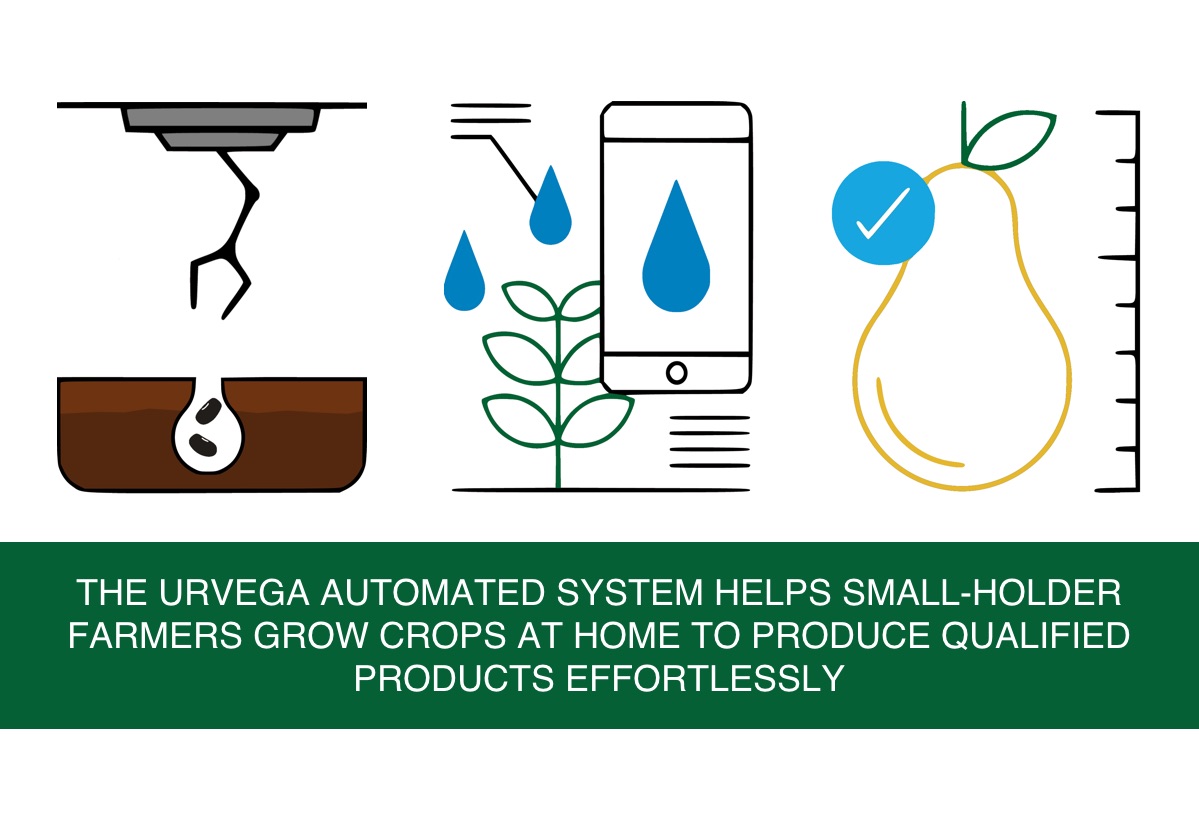 THE URVEGA AUTOMATED SYSTEM HELPS SMALL-HOLDER
FARMERS GROW CROPS AT HOME TO PRODUCE QUALIFIED
PRODUCTS EFFORTLESSLY